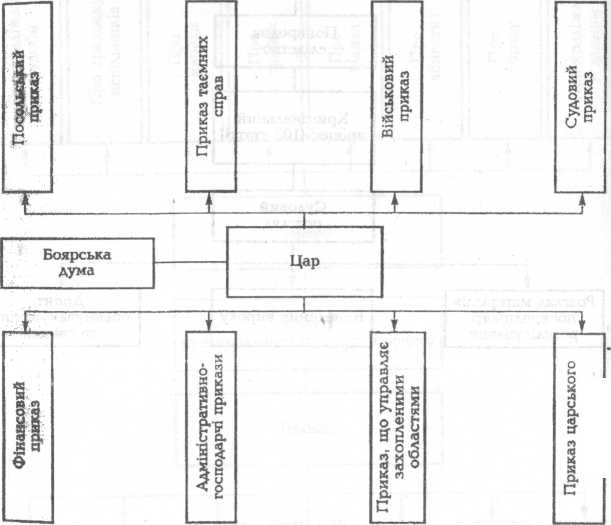 Посольський
приказ
Приказ таємних
справ
Військовий
приказ
Судовий
приказ
Боярська
дума
Цар
Фінансовий
приказ
Адміністративно-
господарчі прикази
Приказ, що управляє
захопленими
областями
Приказ царського